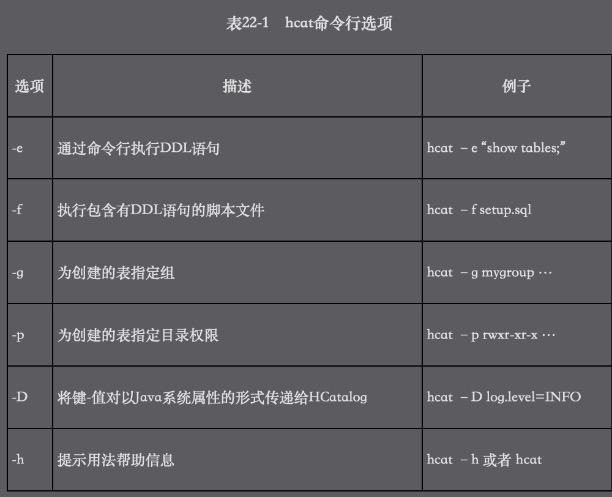 表22-1 hcat命令行选项
选项 描述 例子
-e 通过命令行执行DDL语句 hcat –e “show tables;”
-f 执行包含有DDL语句的脚本文件 hcat –f setup.sql
-g 为创建的表指定组 hcat –g mygroup …
-p 为创建的表指定目录权限 hcat –p rwxr-xr-x …
-D 将键-值对以Java系统属性的形式传递给HCatalog hcat –D log.level=INFO
-h 提示用法帮助信息 hcat –h 或者 hcat